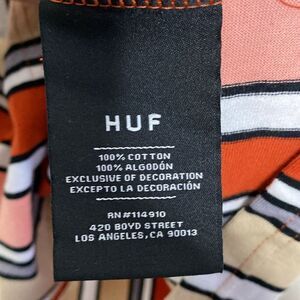 HUF
100% COTTON
100% ALGODÓN
EXCLUSIVE OF DECORATION
EXCEPTO LA DECORACIÓN
RN#114910
420 BOYD STREET
LOS ANGELES, CA 90013